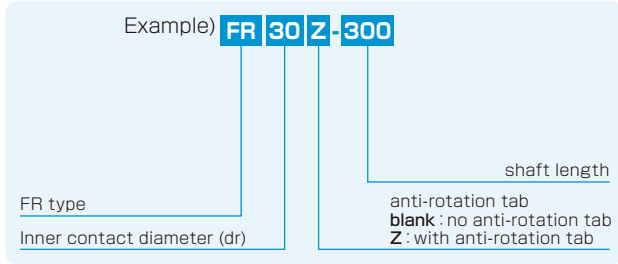 Example) FR 30 Z - 300
shaft length
FR type
anti-rotation tab
blank : no anti-rotation tab
Inner contact diameter (dr)
Z : with anti-rotation tab